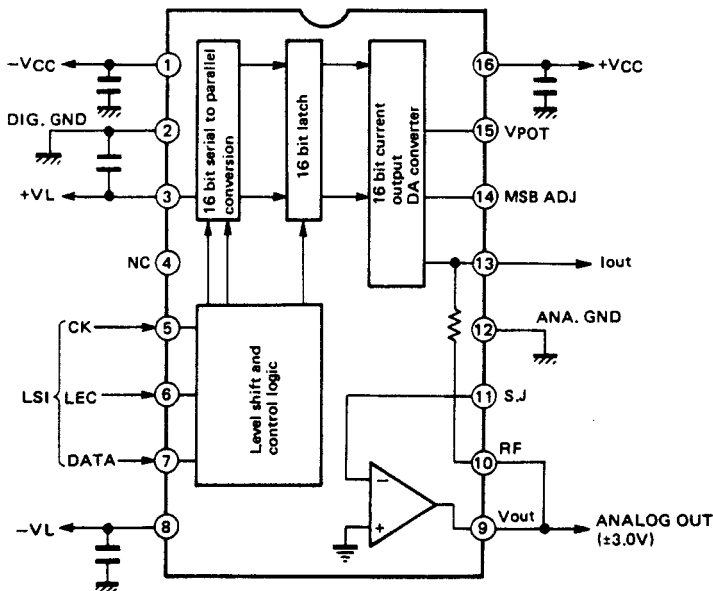 −VCC
1
DIG. GND
2
+VL
3
NC
4
LSI
CK
5
LEC
6
DATA
7
−VL
8
16 bit serial to parallel
conversion
16 bit latch
16 bit current
output
DA converter
Level shift and
control logic
−
+
16
+VCC
15
VPOT
14
MSB ADJ
13
Iout
12
ANA. GND
11
S.J
10
RF
9
Vout
ANALOG OUT
(±3.0V)